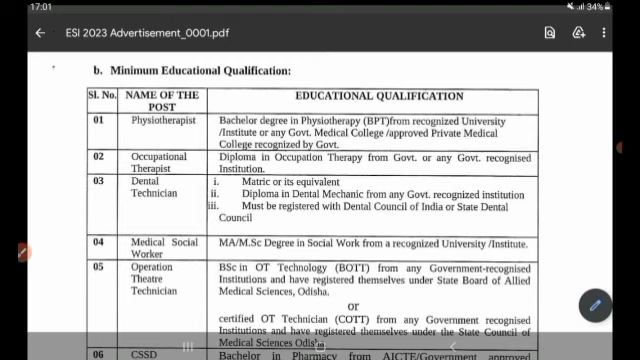 17:01
34%
ESI 2023 Advertisement_0001.pdf
b. Minimum Educational Qualification:
Sl. No. NAME OF THE POST EDUCATIONAL QUALIFICATION
01 Physiotherapist Bachelor degree in Physiotherapy (BPT)from recognized University
/Institute or any Govt. Medical College /approved Private Medical
College recognized by Govt.
02 Occupational Therapist Diploma in Occupation Therapy from Govt. or any Govt. recognised
Institution.
03 Dental Technician i. Matric or its equivalent
ii. Diploma in Dental Mechanic from any Govt. recognized institution
iii. Must be registered with Dental Council of India or State Dental
Council
04 Medical Social Worker MA/M.Sc Degree in Social Work from a recognized University /Institute.
05 Operation Theatre Technician BSc in OT Technology (BOTT) from any Government-recognised
Institutions and have registered themselves under State Board of Allied
Medical Sciences, Odisha.
or
certified OT Technician (COTT) from any Government recognised
Institutions and have registered themselves under the State Council of
Medical Sciences Odisha
06 CSSD Bachelor in Pharmacy from AICTE/Government approved